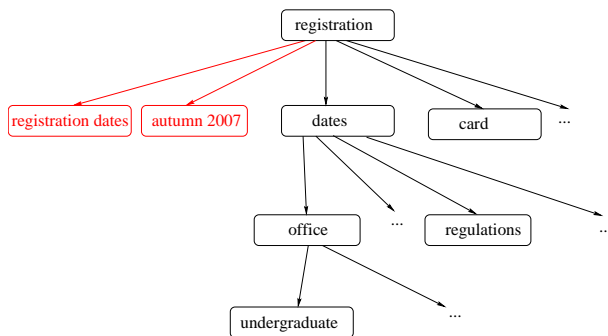 registration
registration dates
autumn 2007
dates
card
...
office
...
regulations
..
undergraduate
...